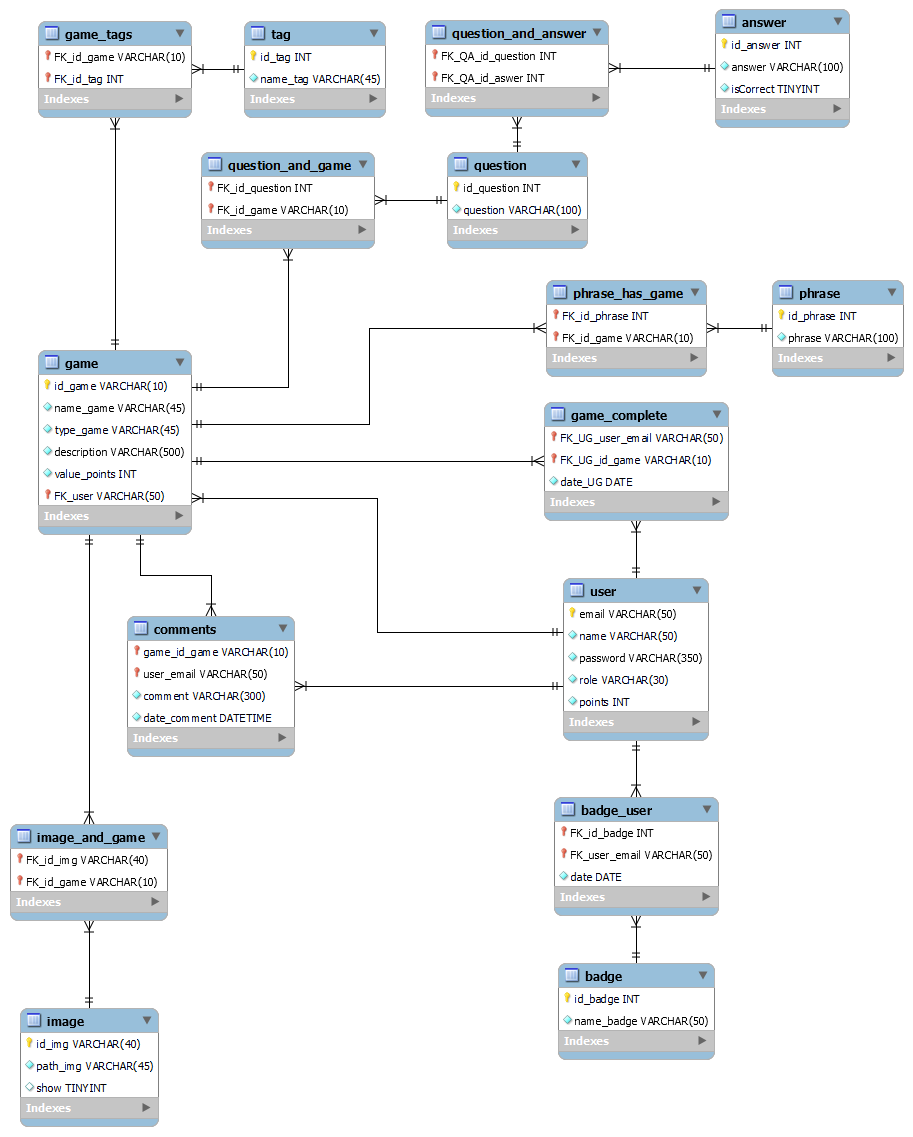 game_tags
FK_id_game VARCHAR(10)
FK_id_tag INT
Indexes
tag
id_tag INT
name_tag VARCHAR(45)
Indexes
question_and_answer
FK_QA_id_question INT
FK_QA_id_aswer INT
Indexes
answer
id_answer INT
answer VARCHAR(100)
isCorrect TINYINT
Indexes
question_and_game
FK_id_question INT
FK_id_game VARCHAR(10)
Indexes
question
id_question INT
question VARCHAR(100)
Indexes
phrase_has_game
FK_id_phrase INT
FK_id_game VARCHAR(10)
Indexes
phrase
id_phrase INT
phrase VARCHAR(100)
Indexes
game
id_game VARCHAR(10)
name_game VARCHAR(45)
type_game VARCHAR(45)
description VARCHAR(500)
value_points INT
FK_user VARCHAR(50)
Indexes
game_complete
FK_UG_user_email VARCHAR(50)
FK_UG_id_game VARCHAR(10)
date_UG DATE
Indexes
user
email VARCHAR(50)
name VARCHAR(50)
password VARCHAR(350)
role VARCHAR(30)
points INT
Indexes
comments
game_id_game VARCHAR(10)
user_email VARCHAR(50)
comment VARCHAR(300)
date_comment DATETIME
Indexes
badge_user
FK_id_badge INT
FK_user_email VARCHAR(50)
date DATE
Indexes
image_and_game
FK_id_img VARCHAR(40)
FK_id_game VARCHAR(10)
Indexes
badge
id_badge INT
name_badge VARCHAR(50)
Indexes
image
id_img VARCHAR(40)
path_img VARCHAR(45)
show TINYINT
Indexes